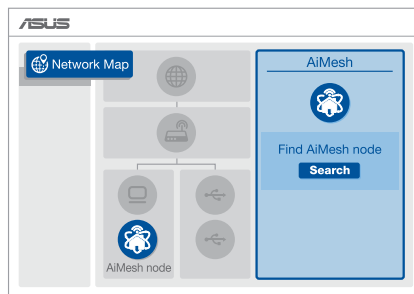 ASUS
Network Map
AiMesh
Find AiMesh node
Search
AiMesh node